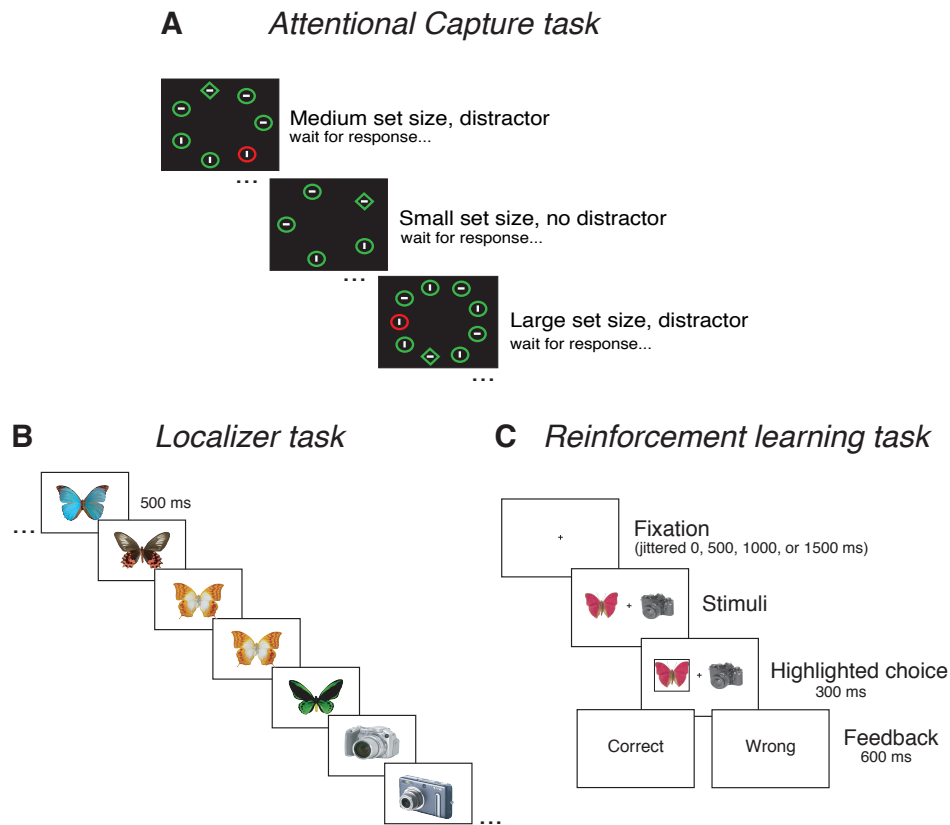 A Attentional Capture task
Medium set size, distractor
wait for response...
...
Small set size, no distractor
wait for response...
...
Large set size, distractor
wait for response...
...
B Localizer task
500 ms
...
...
C Reinforcement learning task
Fixation
(jittered 0, 500, 1000, or 1500 ms)
Stimuli
Highlighted choice
300 ms
Correct
Wrong
Feedback
600 ms